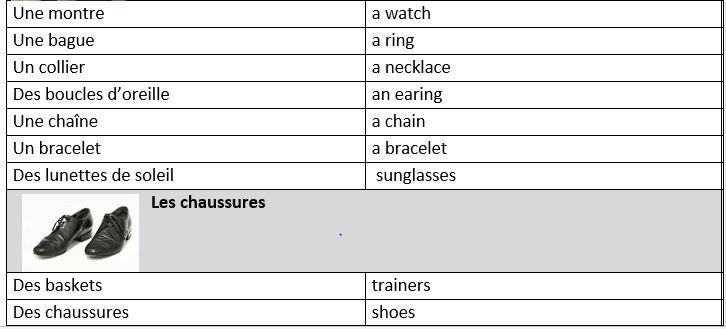 Une montre a watch
Une bague a ring
Un collier a necklace
Des boucles d’oreille an earing
Une chaîne a chain
Un bracelet a bracelet
Des lunettes de soleil sunglasses
Les chaussures
Des baskets trainers
Des chaussures shoes